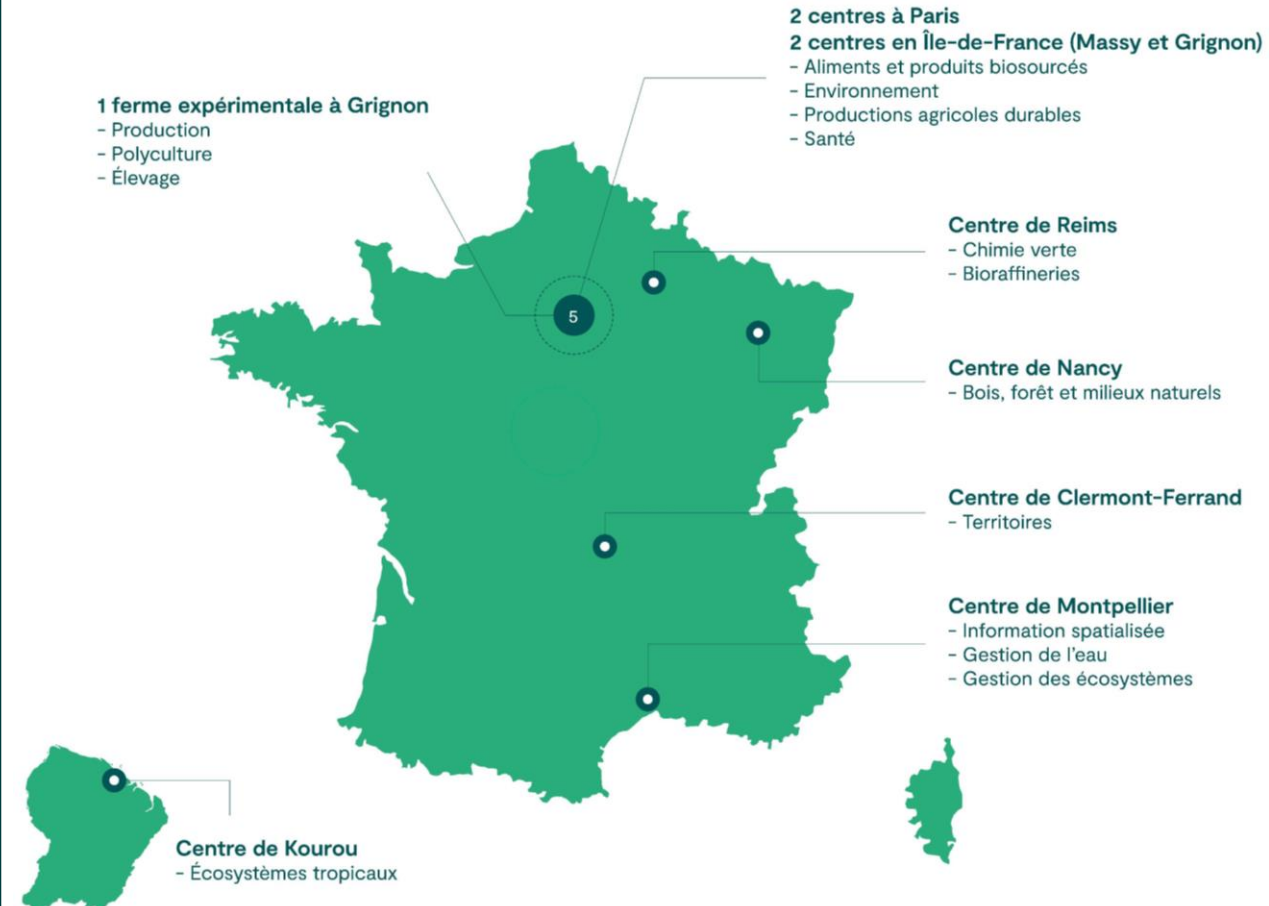 2 centres à Paris
2 centres en Île-de-France (Massy et Grignon)
- Aliments et produits biosourcés
- Environnement
- Productions agricoles durables
- Santé
1 ferme expérimentale à Grignon
- Production
- Polyculture
- Élevage
Centre de Reims
- Chimie verte
- Bioraffineries
5
Centre de Nancy
- Bois, forêt et milieux naturels
Centre de Clermont-Ferrand
- Territoires
Centre de Montpellier
- Information spatialisée
- Gestion de l'eau
- Gestion des écosystèmes
Centre de Kourou
- Écosystèmes tropicaux